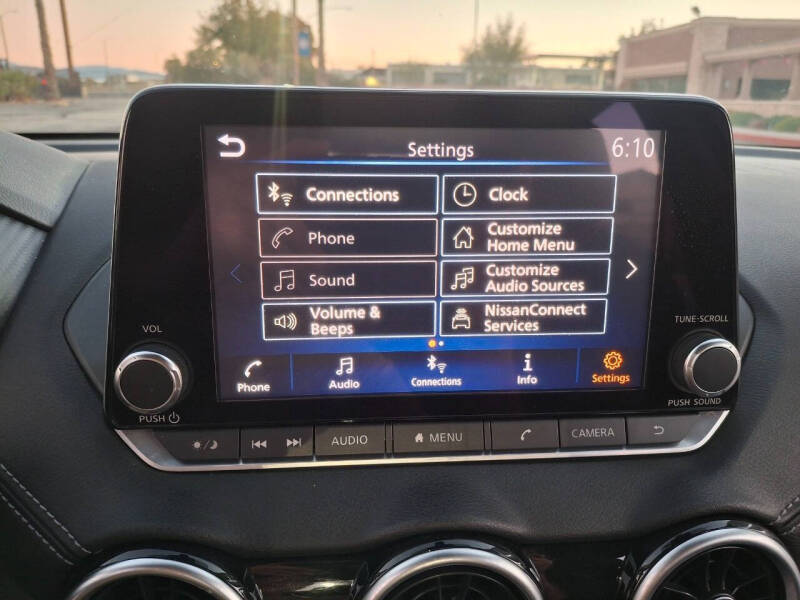 Settings
6:10
Connections
Clock
Phone
Customize
Home Menu
Sound
Customize
Audio Sources
Volume &
Beeps
NissanConnect
Services
Phone
Audio
Connections
Info
Settings
VOL
PUSH
TUNE-SCROLL
PUSH SOUND
AUDIO
MENU
CAMERA